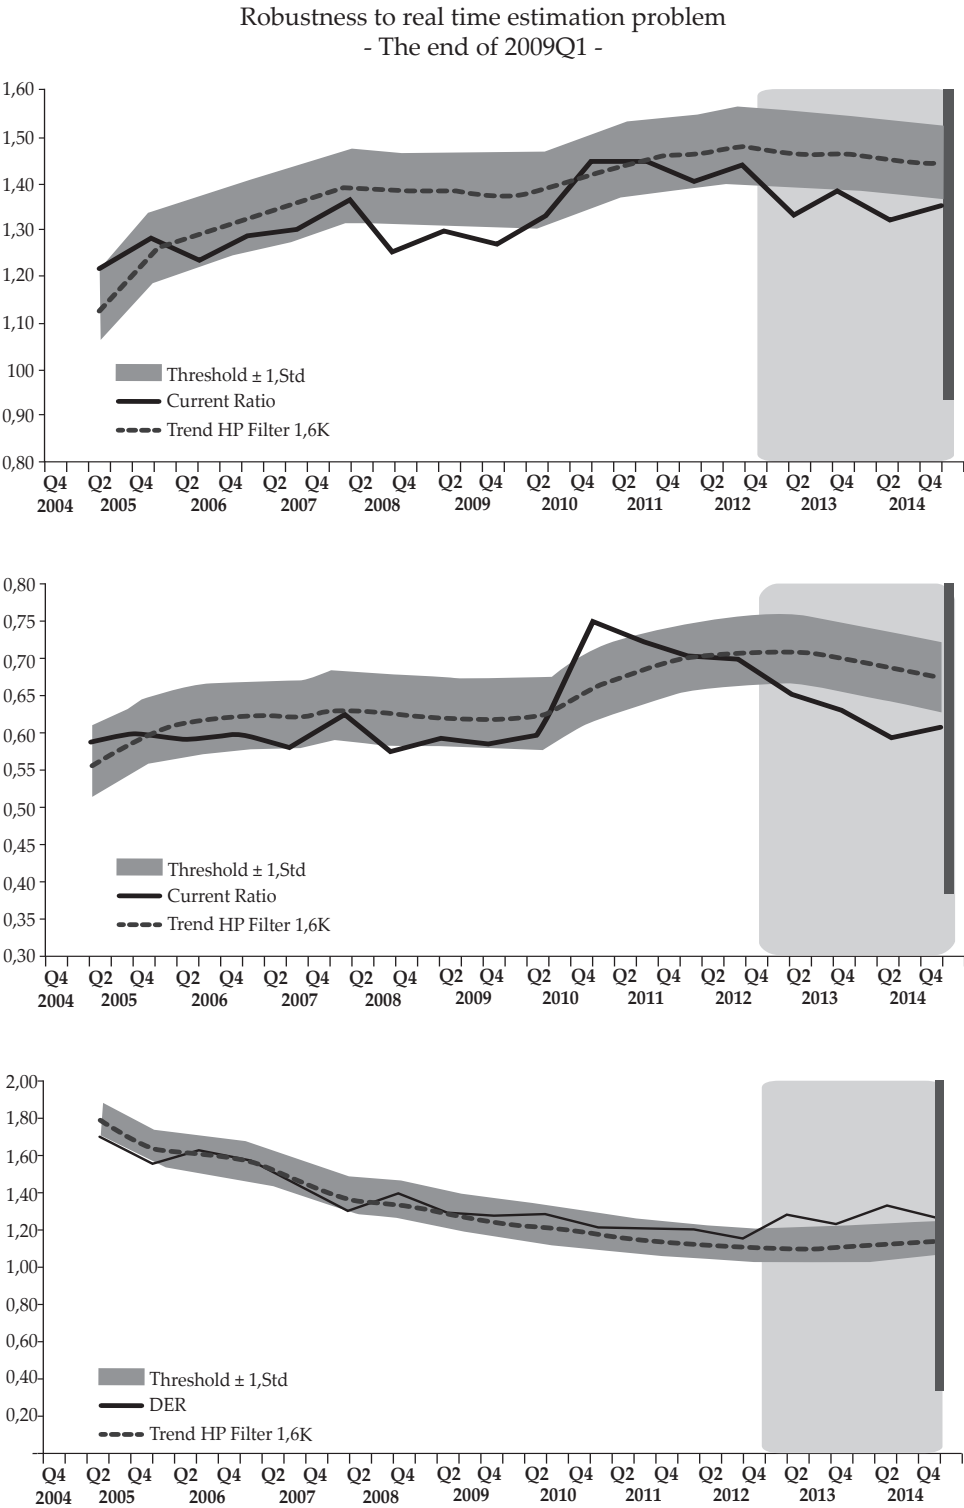 Robustness to real time estimation problem
- The end of 2009Q1 -
1,60
1,50
1,40
1,30
1,20
1,10
100
0,90
0,80
Threshold ± 1,Std
Current Ratio
Trend HP Filter 1,6K
Q4 Q2 Q4 Q2 Q4 Q2 Q4 Q2 Q4 Q2 Q4 Q2 Q4 Q2 Q4 Q2 Q4 Q2 Q4 Q2 Q4
2004 2005 2006 2007 2008 2009 2010 2011 2012 2013 2014
0,80
0,75
0,70
0,65
0,60
0,55
0,50
0,45
0,40
0,35
0,30
Threshold ± 1,Std
Current Ratio
Trend HP Filter 1,6K
Q4 Q2 Q4 Q2 Q4 Q2 Q4 Q2 Q4 Q2 Q4 Q2 Q4 Q2 Q4 Q2 Q4 Q2 Q4 Q2 Q4
2004 2005 2006 2007 2008 2009 2010 2011 2012 2013 2014
2,00
1,80
1,60
1,40
1,20
1,00
0,80
0,60
0,40
0,20
Threshold ± 1,Std
DER
Trend HP Filter 1,6K
Q4 Q2 Q4 Q2 Q4 Q2 Q4 Q2 Q4 Q2 Q4 Q2 Q4 Q2 Q4 Q2 Q4 Q2 Q4 Q2 Q4
2004 2005 2006 2007 2008 2009 2010 2011 2012 2013 2014